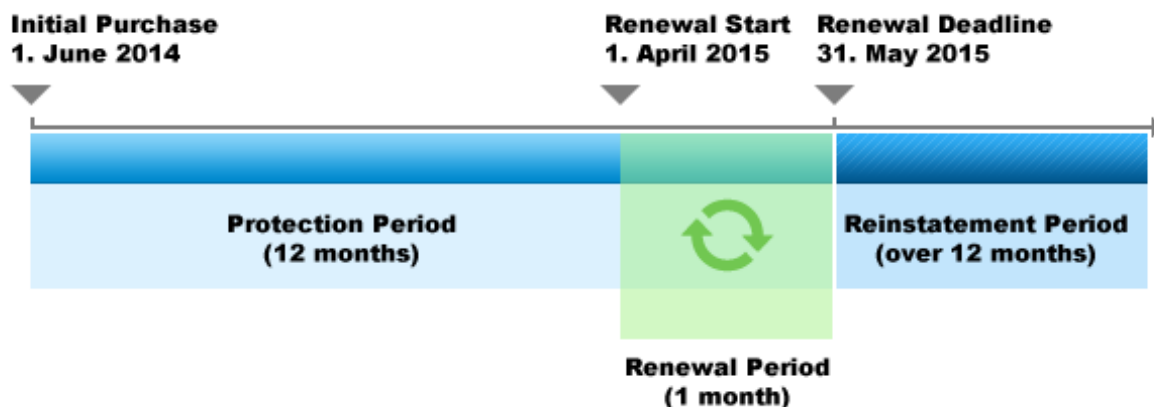 Initial Purchase
1. June 2014
Renewal Start
1. April 2015
Renewal Deadline
31. May 2015
Protection Period
(12 months)
Reinstatement Period
(over 12 months)
Renewal Period
(1 month)